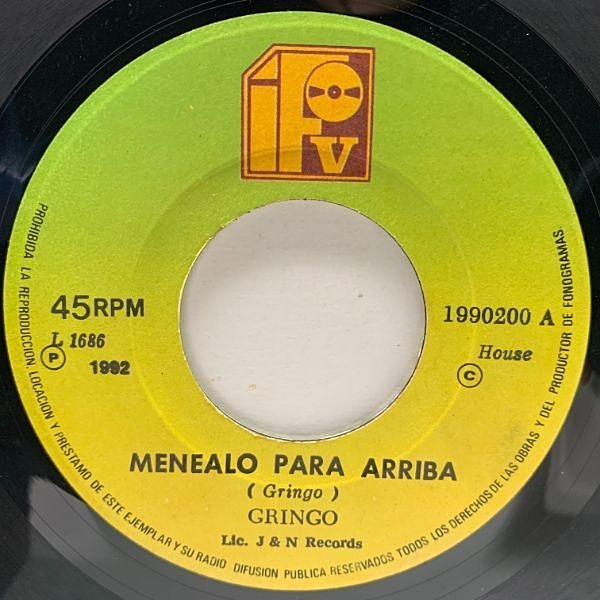 iFV
45RPM
L 1686
℗ 1992
1990200 A
House
©
MENEALO PARA ARRIBA
( Gringo )
GRINGO
Lic. J & N Records
PROHIBIDA LA REPRODUCCION, LOCACION Y PRESTAMO DE ESTE EJEMPLAR Y SU RADIO DIFUSION PUBLICA RESERVADOS TODOS LOS DERECHOS DE LAS OBRAS Y DEL PRODUCTOR DE FONOGRAMAS